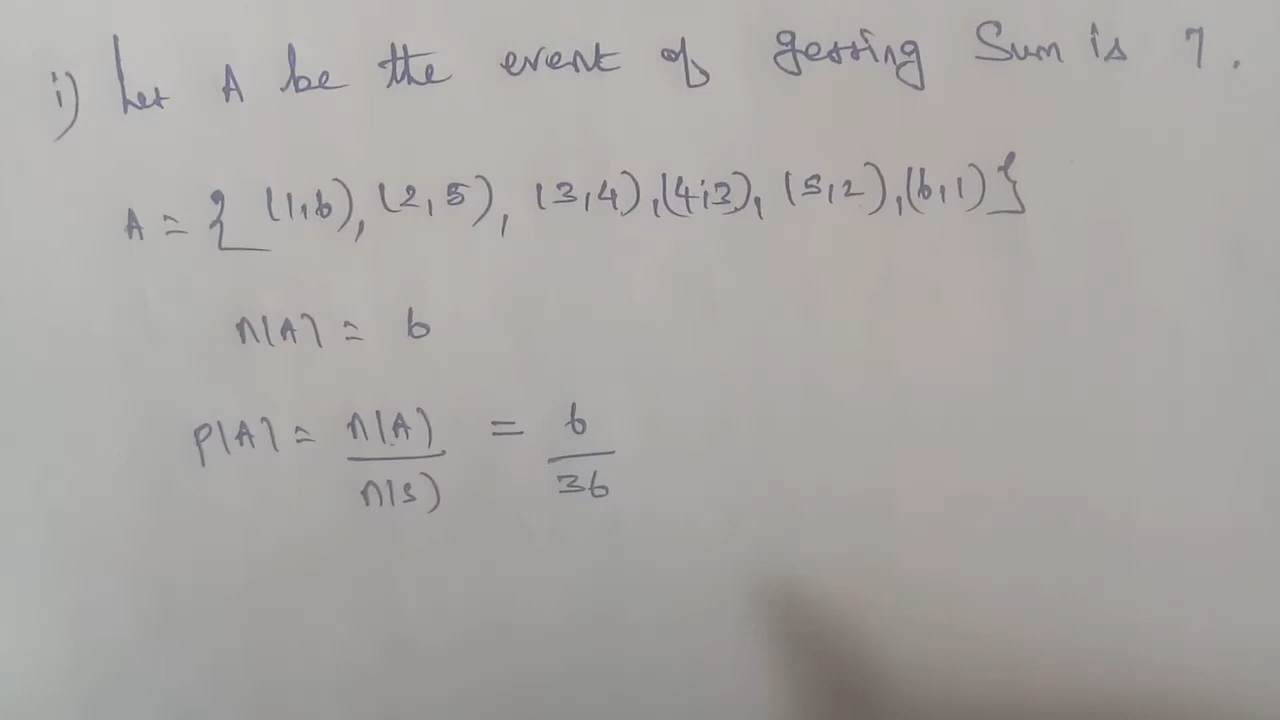 i) Let A be the event of getting Sum is 7.
A = { (1,6), (2,5), (3,4), (4,3), (5,2), (6,1) }
n(A) = 6
P(A) = n(A) / n(S) = 6 / 36